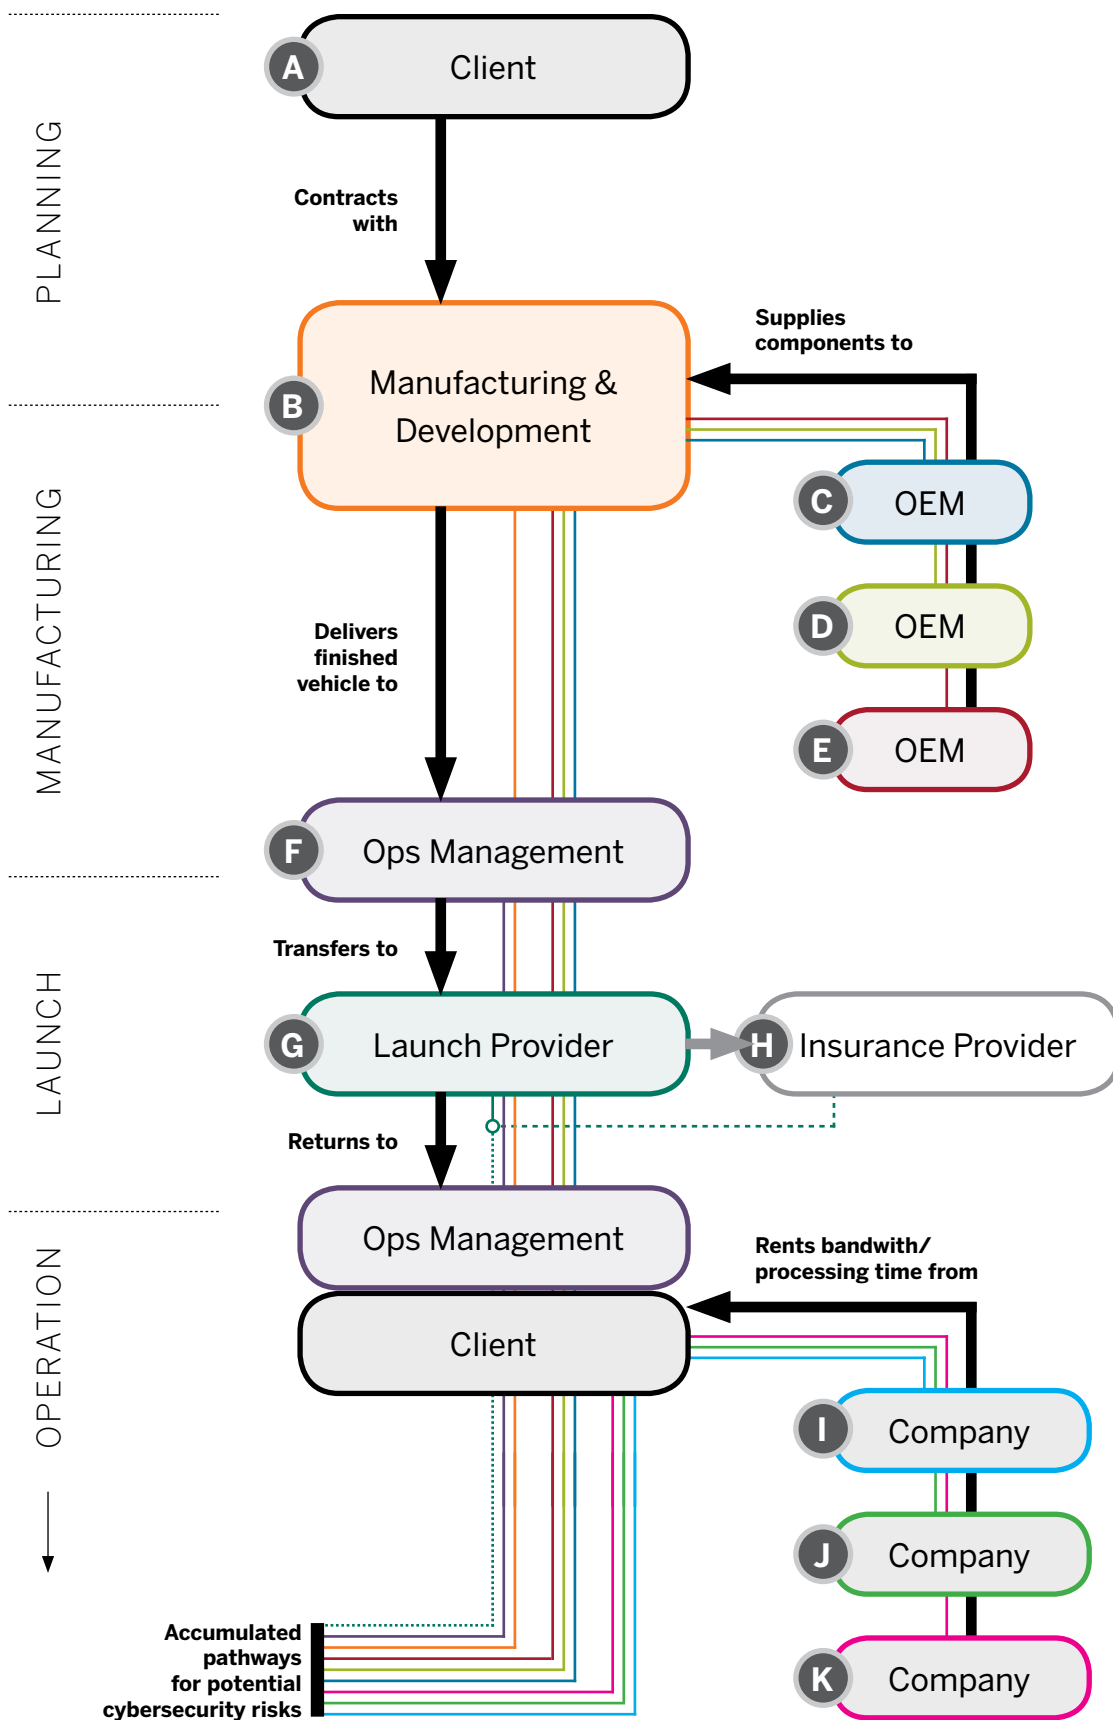 PLANNING
A
Client
Contracts
with
B
Manufacturing &
Development
Supplies
components to
MANUFACTURING
C
OEM
D
OEM
E
OEM
Delivers
finished
vehicle to
F
Ops Management
LAUNCH
Transfers to
G
Launch Provider
H
Insurance Provider
Returns to
OPERATION
Ops Management
Client
Rents bandwith/
processing time from
I
Company
J
Company
K
Company
Accumulated
pathways
for potential
cybersecurity risks